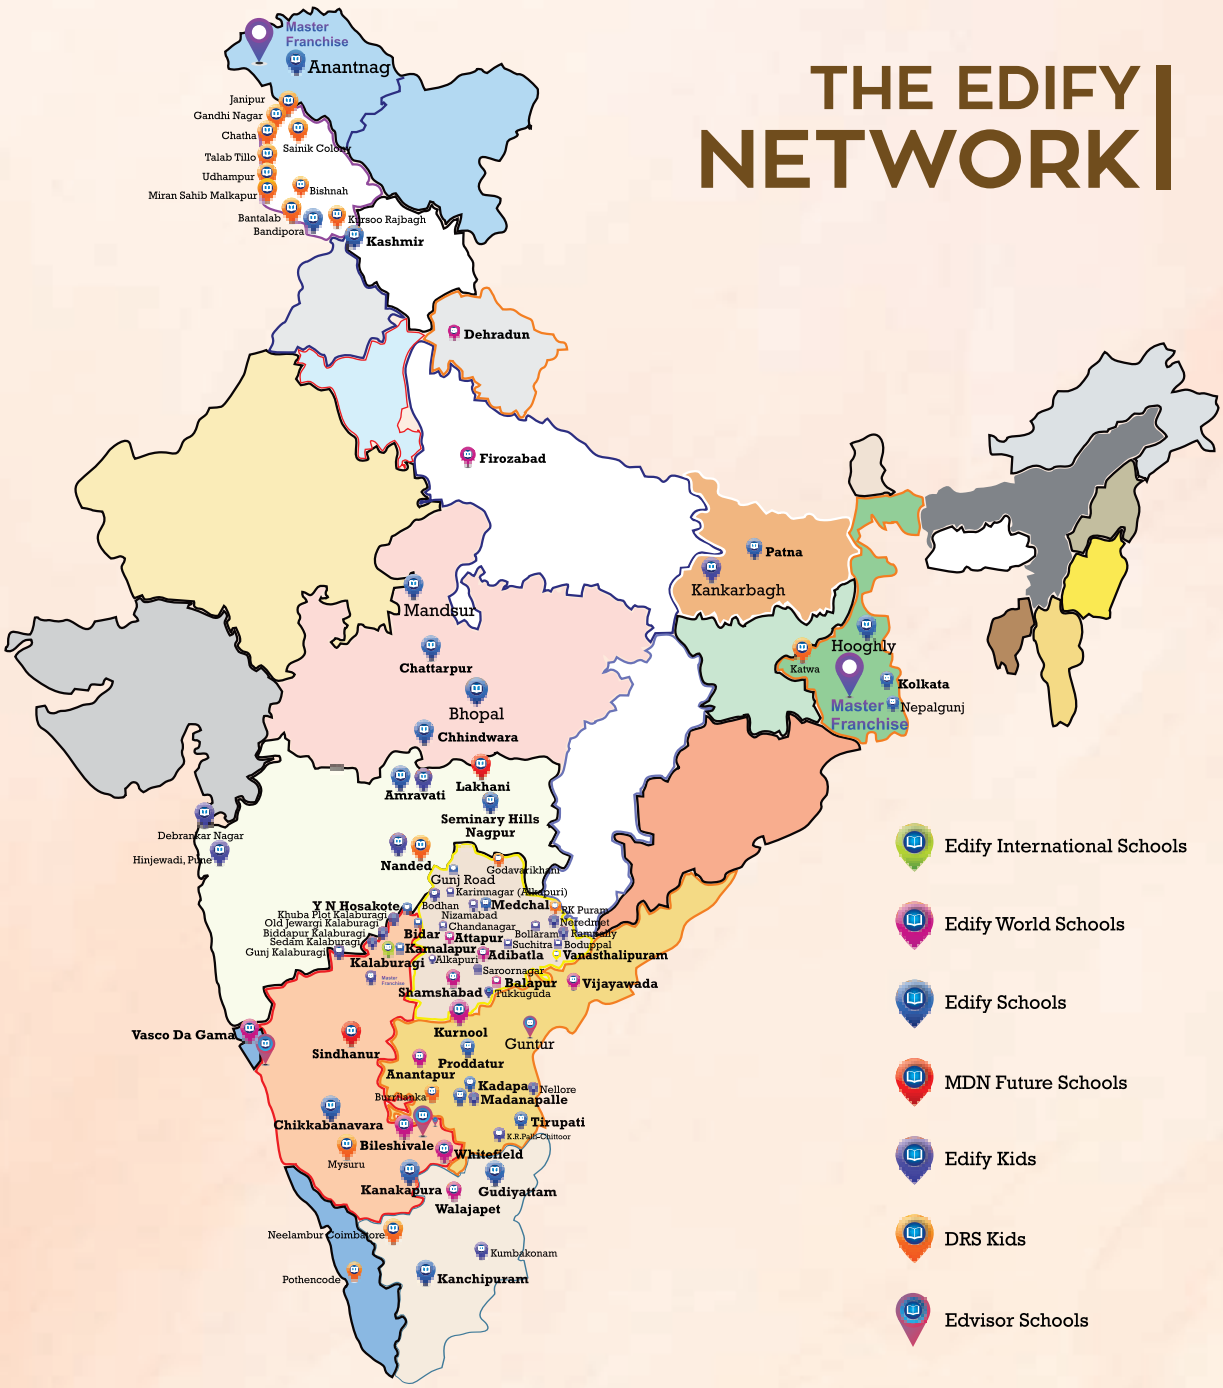 THE EDIFY
NETWORK
Master
Franchise
Anantnag
Janipur
Gandhi Nagar
Chatha
Sainik Colony
Talab Tillo
Udhampur
Bishnah
Miran Sahib Malkapur
Bantalab
Kursoo Rajbagh
Bandipora
Kashmir
Dehradun
Firozabad
Patna
Kankarbagh
Mandsur
Hooghly
Chattarpur
Katwa
Kolkata
Bhopal
Master
Franchise
Nepalgunj
Chhindwara
Lakhani
Amravati
Seminary Hills
Nagpur
Debrankar Nagar
Hinjewadi, Pune
Nanded
Godavarikhani
Gunj Road
Karimnagar (Alkapuri)
Y N Hosakote
Bodhan
Medchal
RK Puram
Khuba Plot Kalaburagi
Nizamabad
Old Jewargi Kalaburagi
Neredmet
Chandanagar
Biddapur Kalaburagi
Bidar
Bollaram
Rampally
Attapur
Sedam Kalaburagi
Suchitra
Boduppal
Gunj Kalaburagi
Kamalapur
Adibatla
Vanasthalipuram
Kalaburagi
Alkapuri
Saroornagar
Master
Franchise
Balapur
Vijayawada
Shamshabad
Tukkuguda
Vasco Da Gama
Kurnool
Guntur
Sindhanur
Proddatur
Anantapur
Kadapa
Nellore
Burrilanka
Madanapalle
Chikkabanavara
Tirupati
K.R.Palli-Chittoor
Bileshivale
Whitefield
Mysuru
Kanakapura
Gudiyattam
Walajapet
Neelambur Coimbatore
Kumbakonam
Pothencode
Kanchipuram
Edify International Schools
Edify World Schools
Edify Schools
MDN Future Schools
Edify Kids
DRS Kids
Edvisor Schools